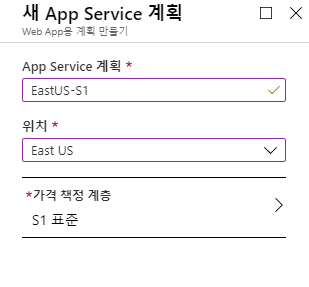 새 App Service 계획
Web App용 계획 만들기
App Service 계획 *
EastUS-S1
위치 *
East US
*가격 책정 계층
S1 표준